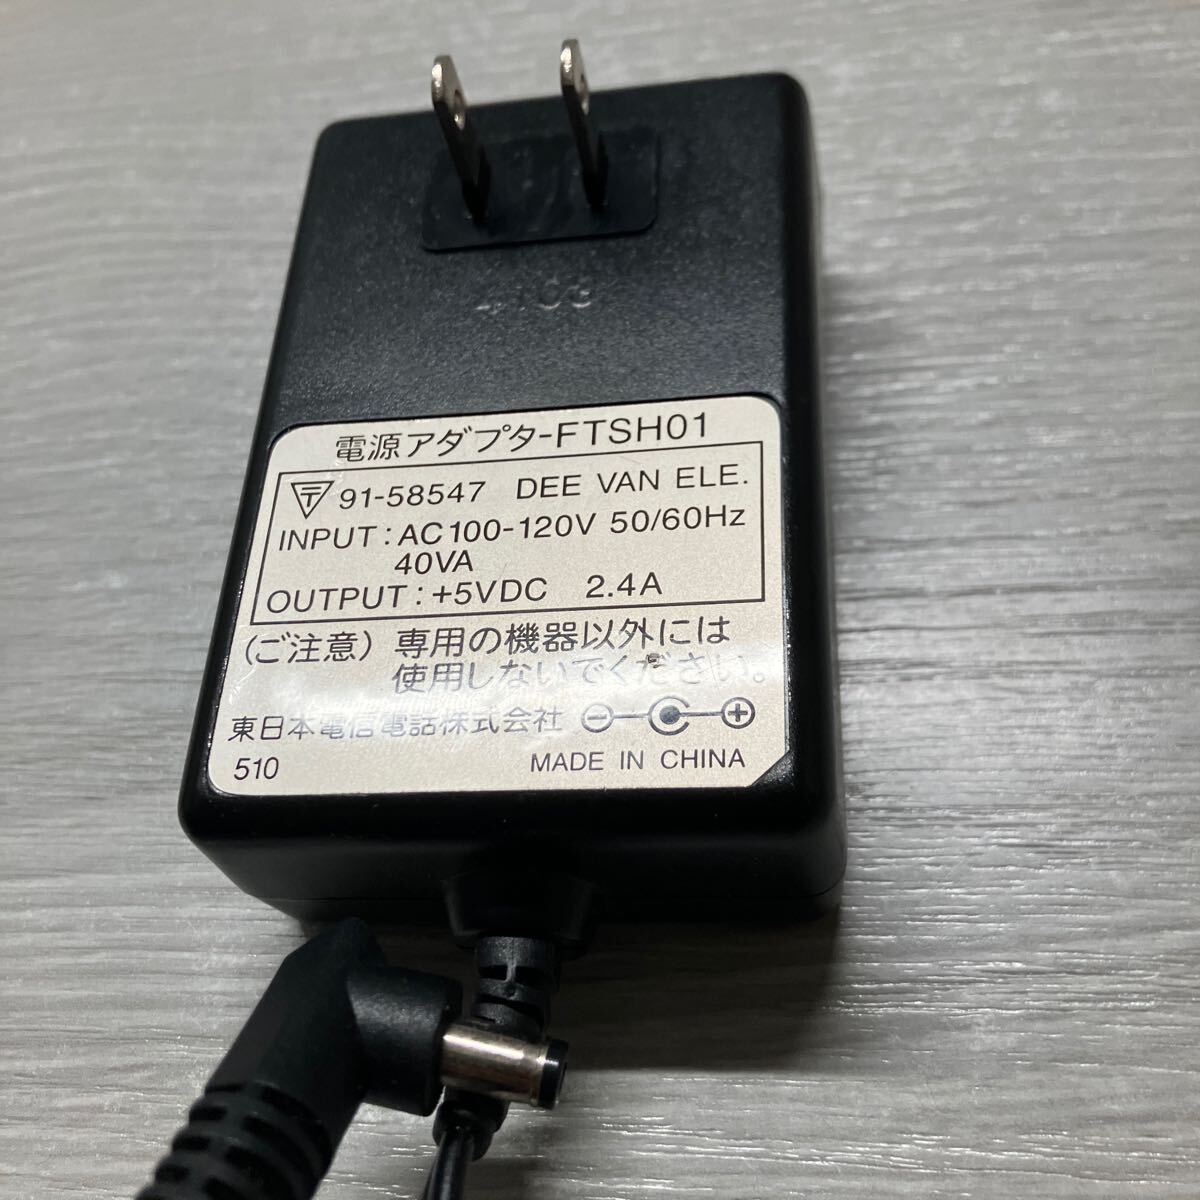 4103
電源アダプタ-FTSH01
91-58547 DEE VAN ELE.
INPUT : AC100-120V 50/60Hz
40VA
OUTPUT : +5VDC 2.4A
(ご注意) 専用の機器以外には
使用しないでください。
東日本電信電話株式会社
510
MADE IN CHINA